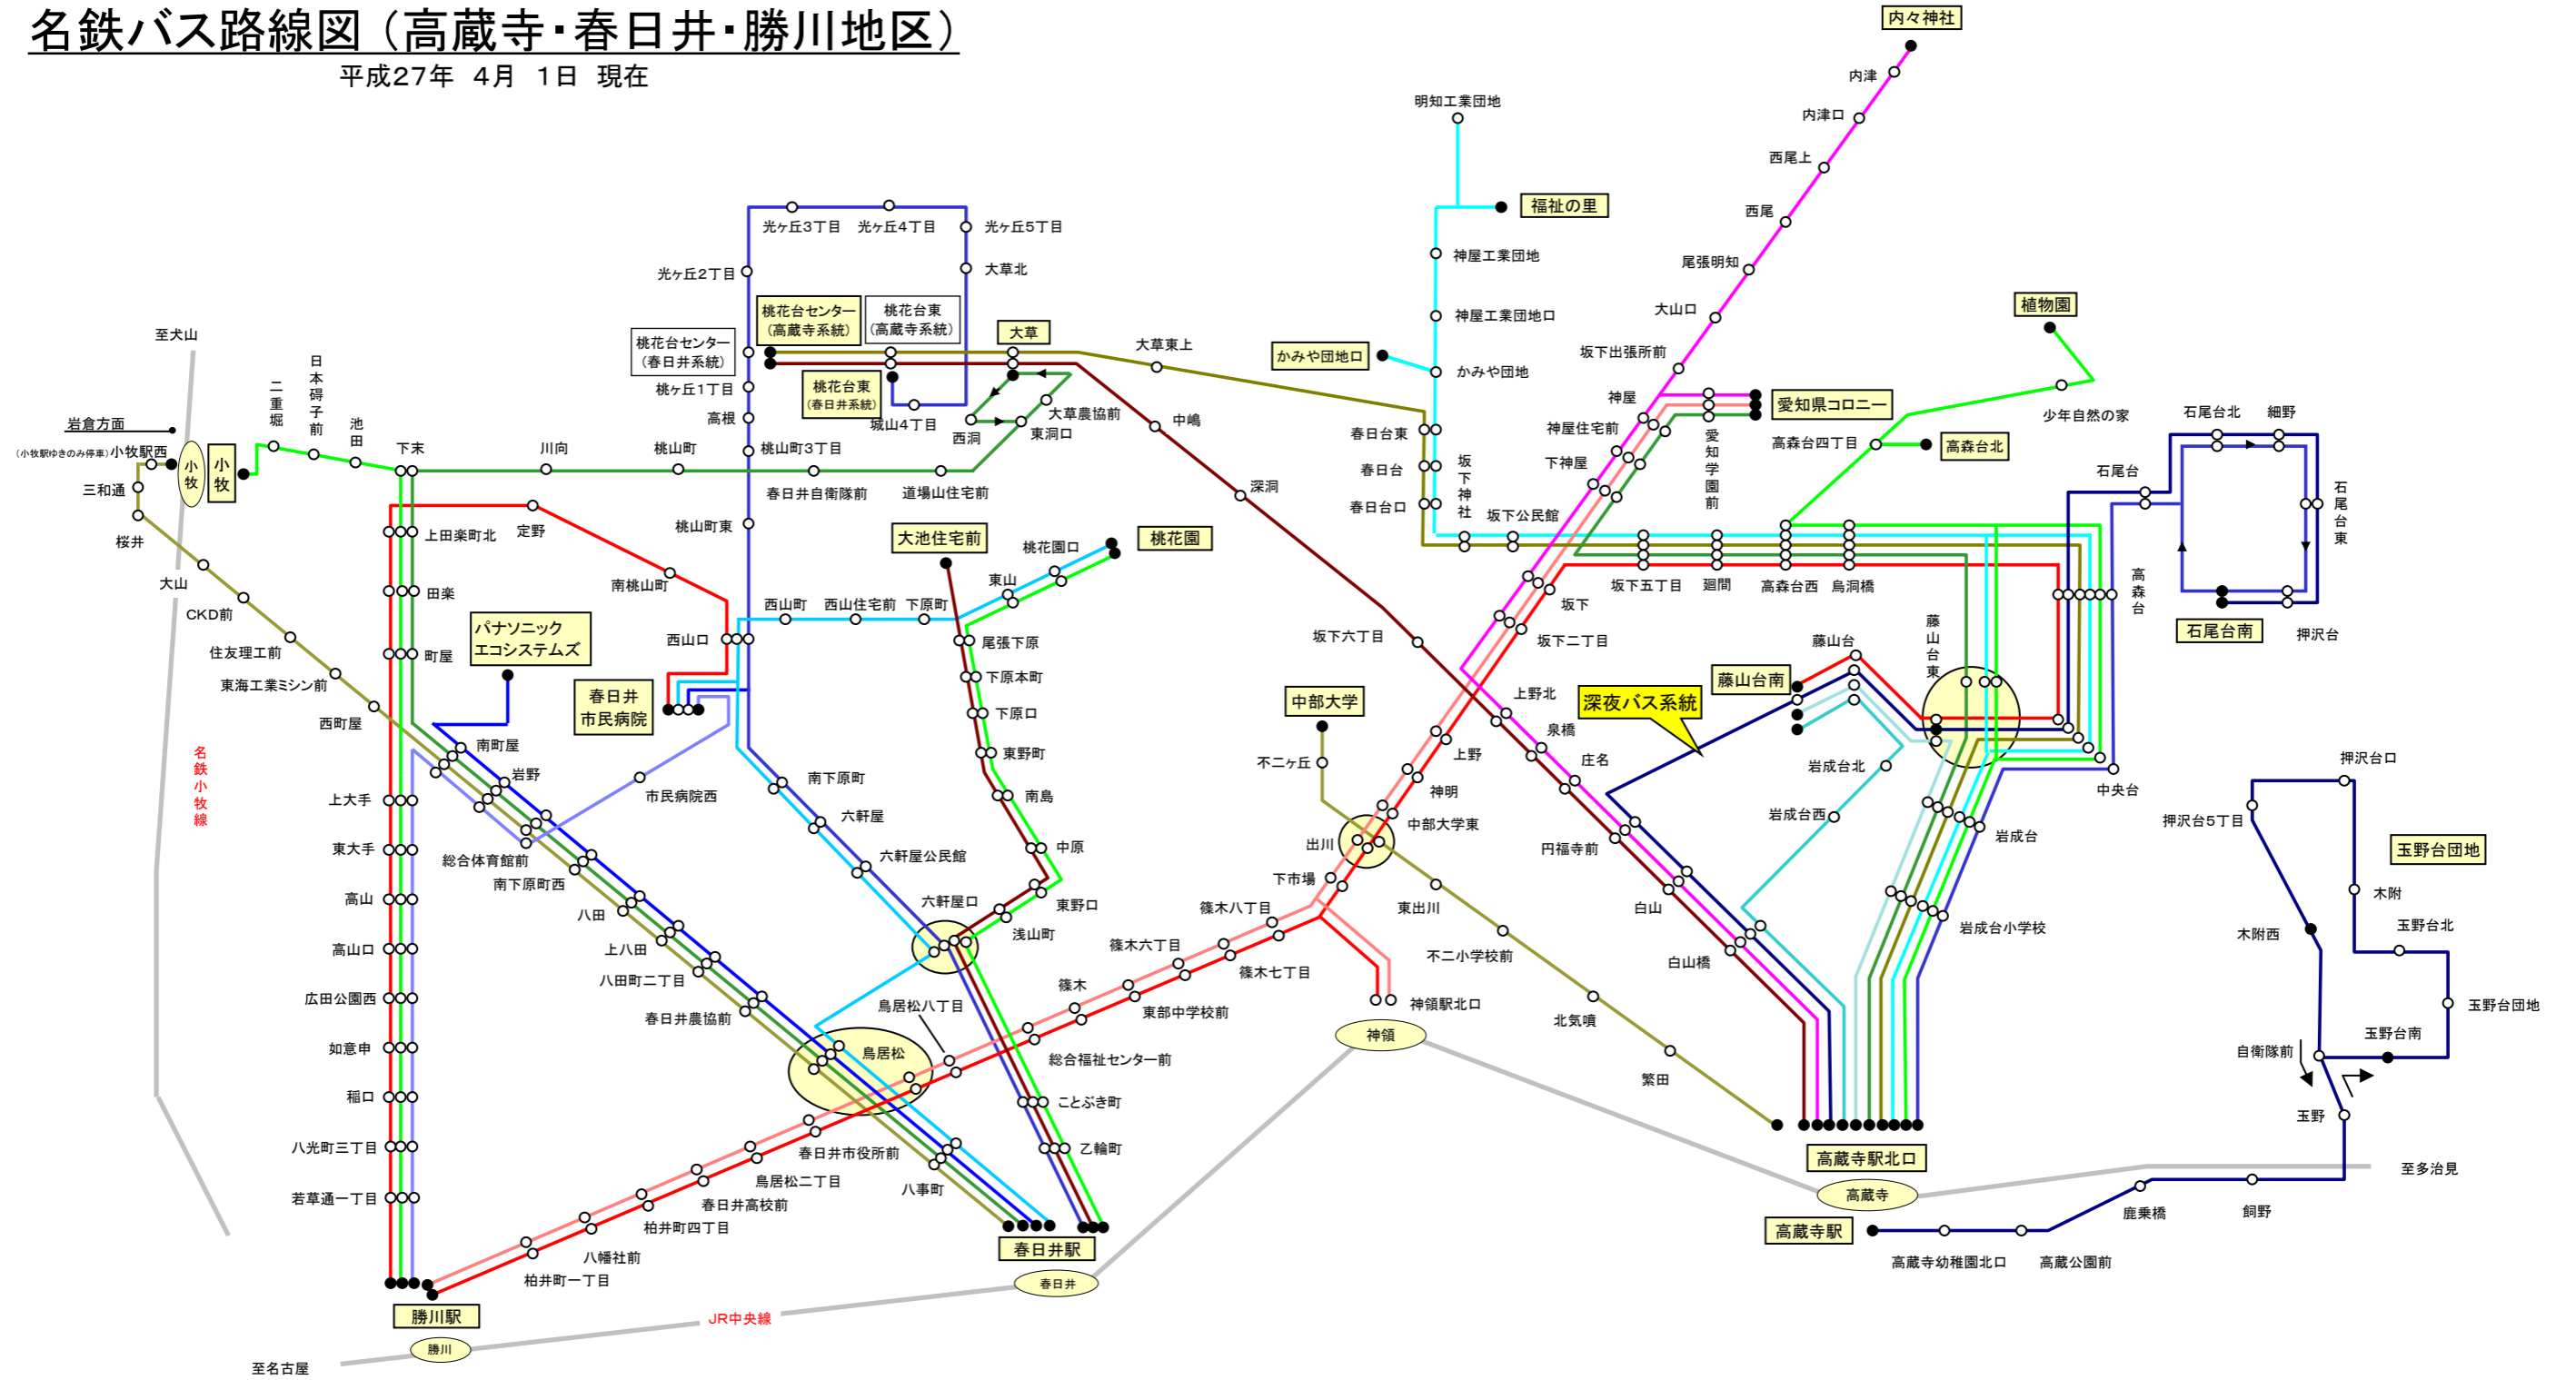 名鉄バス路線図（高蔵寺・春日井・勝川地区）
平成27年 4月 1日 現在
内々神社
内津
内津口
西尾上
西尾
尾張明知
大山口
坂下出張所前
神屋
神屋住宅前
下神屋
明知工業団地
福祉の里
神屋工業団地
神屋工業団地口
かみや団地口
かみや団地
春日台東
春日台
春日台口
坂下神社
坂下公民館
愛知県コロニー
愛知学園前
植物園
少年自然の家
高森台四丁目
高森台北
石尾台北
細野
石尾台
石尾台東
石尾台南
押沢台
高森台
坂下五丁目
廻間
高森台西
烏洞橋
坂下
坂下二丁目
光ヶ丘3丁目
光ヶ丘4丁目
光ヶ丘5丁目
大草北
光ヶ丘2丁目
桃花台センター
（高蔵寺系統）
桃花台東
（高蔵寺系統）
大草
大草東上
桃花台センター
（春日井系統）
桃花台東
（春日井系統）
桃ヶ丘1丁目
高根
城山4丁目
西洞
大草農協前
東洞口
中嶋
深洞
坂下六丁目
至犬山
岩倉方面
（小牧駅ゆきのみ停車）
小牧駅西
小牧
小牧
三和通
桜井
大山
CKD前
住友理工前
東海工業ミシン前
西町屋
二重堀
日本碍子前
池田
下末
川向
桃山町
桃山町3丁目
春日井自衛隊前
道場山住宅前
上田楽町北
定野
桃山町東
田楽
南桃山町
町屋
パナソニック
エコシステムズ
西山口
西山町
西山住宅前
下原町
大池住宅前
桃花園口
桃花園
東山
尾張下原
下原本町
下原口
東野町
南島
中原
東野口
浅山町
春日井
市民病院
市民病院西
南町屋
岩野
総合体育館前
南下原町西
八田
上八田
八田町二丁目
春日井農協前
南下原町
六軒屋
六軒屋公民館
六軒屋口
名鉄小牧線
上大手
東大手
高山
高山口
広田公園西
如意申
稲口
八光町三丁目
若草通一丁目
勝川駅
勝川
至名古屋
JR中央線
柏井町一丁目
八幡社前
柏井町四丁目
春日井高校前
鳥居松二丁目
春日井市役所前
鳥居松
鳥居松八丁目
八事町
春日井駅
春日井
ことぶき町
乙輪町
総合福祉センター前
篠木
東部中学校前
篠木六丁目
篠木七丁目
篠木八丁目
下市場
出川
中部大学東
神明
上野
中部大学
不二ヶ丘
東出川
不二小学校前
北気噴
繁田
神領駅北口
神領
上野北
泉橋
庄名
円福寺前
白山
白山橋
深夜バス系統
藤山台南
藤山台
藤山台東
岩成台北
岩成台西
岩成台
岩成台小学校
中央台
高蔵寺駅北口
高蔵寺
高蔵寺駅
高蔵寺幼稚園北口
高蔵公園前
鹿乗橋
飼野
至多治見
玉野
自衛隊前
玉野台南
玉野台団地
玉野台北
木附西
木附
玉野台団地
押沢台5丁目
押沢台口